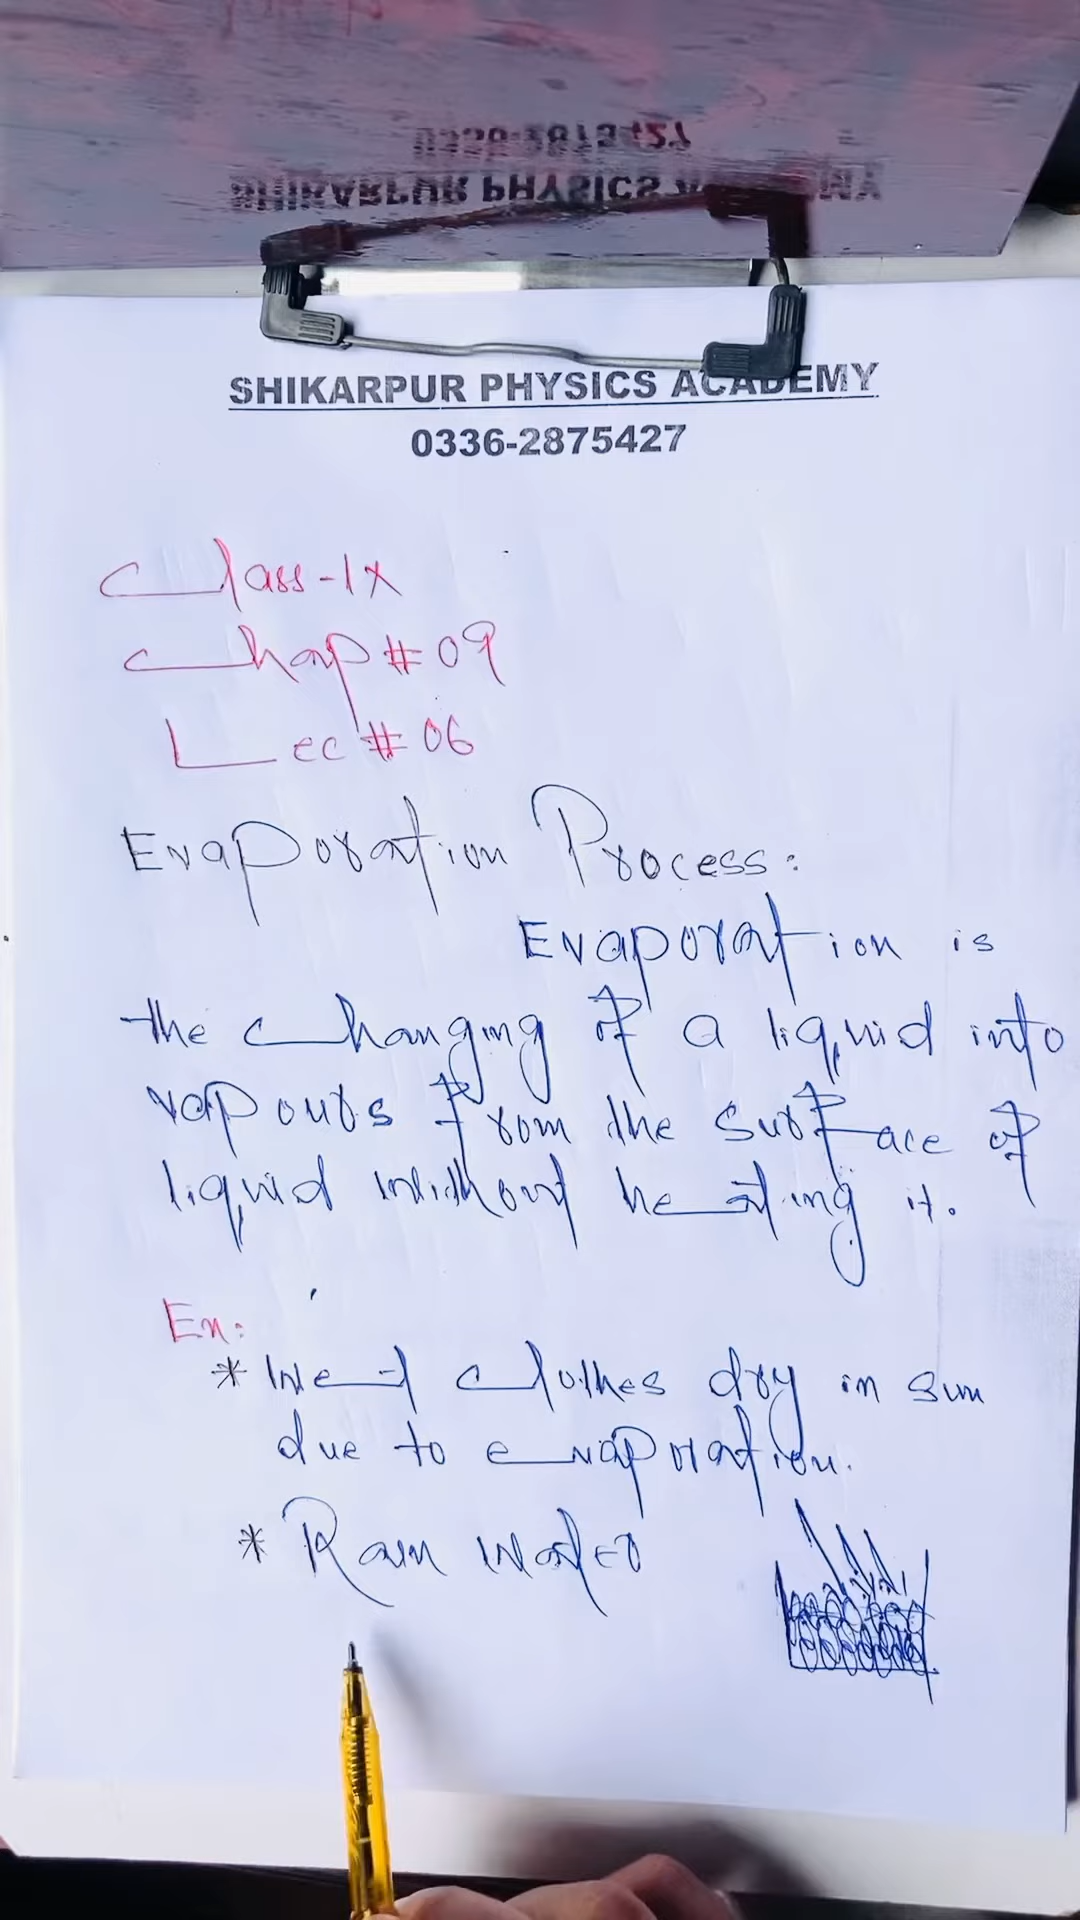 SHIKARPUR PHYSICS ACADEMY
0336-2875427
Class-IX
Chap # 09
Lec # 06
Evaporation Process:
Evaporation is
the changing of a liquid into
vapours from the surface of
liquid without heating it.
Ex:
* Wet clothes dry in sun
due to evaporation.
* Rain water